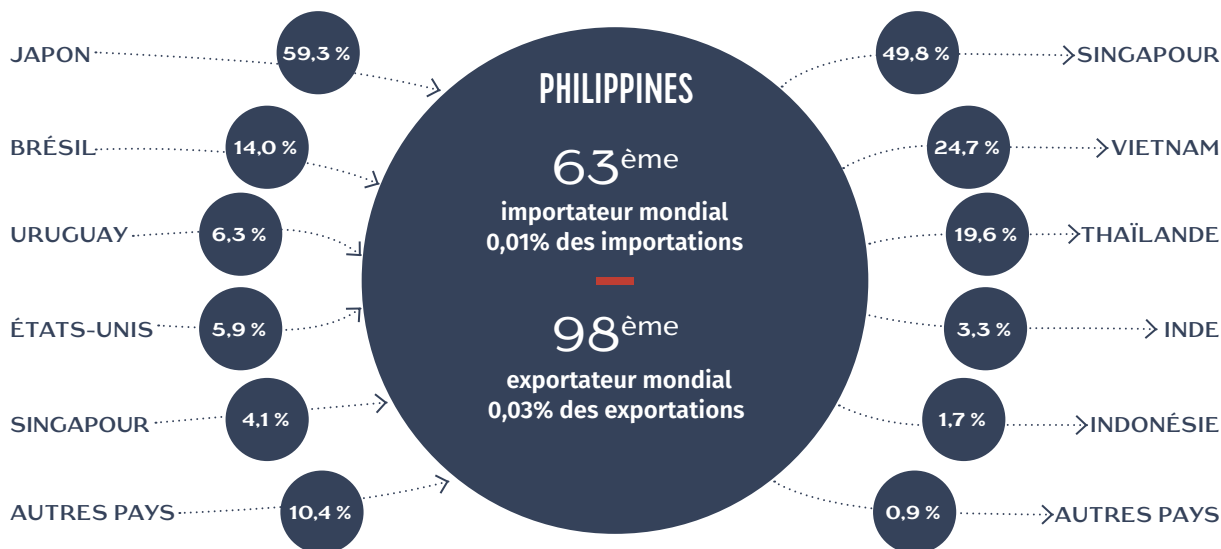 JAPON
59,3 %
BRÉSIL
14,0 %
URUGUAY
6,3 %
ÉTATS-UNIS
5,9 %
SINGAPOUR
4,1 %
AUTRES PAYS
10,4 %
PHILIPPINES
63ème
importateur mondial
0,01% des importations
98ème
exportateur mondial
0,03% des exportations
49,8 %
SINGAPOUR
24,7 %
VIETNAM
19,6 %
THAÏLANDE
3,3 %
INDE
1,7 %
INDONÉSIE
0,9 %
AUTRES PAYS